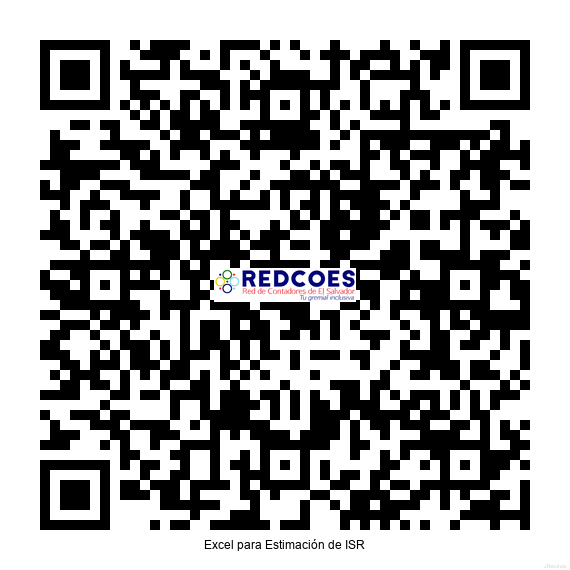 REDCOES
Red de Contadores de El Salvador
Tu gremial inclusiva
Excel para Estimación de ISR